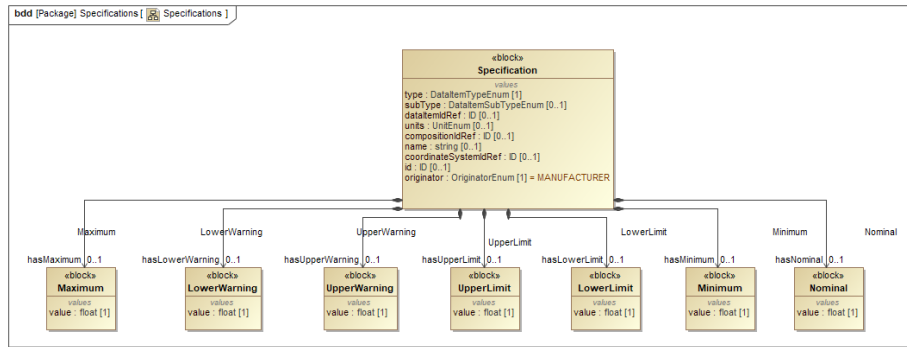 bdd [Package] Specifications [ Specifications ]
«block»
Specification
values
type : DataItemTypeEnum [1]
subType : DataItemSubTypeEnum [0..1]
dataItemIdRef : ID [0..1]
units : UnitEnum [0..1]
compositionIdRef : ID [0..1]
name : string [0..1]
coordinateSystemIdRef : ID [0..1]
id : ID [0..1]
originator : OriginatorEnum [1] = MANUFACTURER
Maximum LowerWarning UpperWarning UpperLimit LowerLimit Minimum Nominal
hasMaximum 0..1 hasLowerWarning 0..1 hasUpperWarning 0..1 hasUpperLimit 0..1 hasLowerLimit 0..1 hasMinimum 0..1 hasNominal 0..1
«block» «block» «block» «block» «block» «block» «block»
Maximum LowerWarning UpperWarning UpperLimit LowerLimit Minimum Nominal
values values values values values values values
value : float [1] value : float [1] value : float [1] value : float [1] value : float [1] value : float [1] value : float [1]